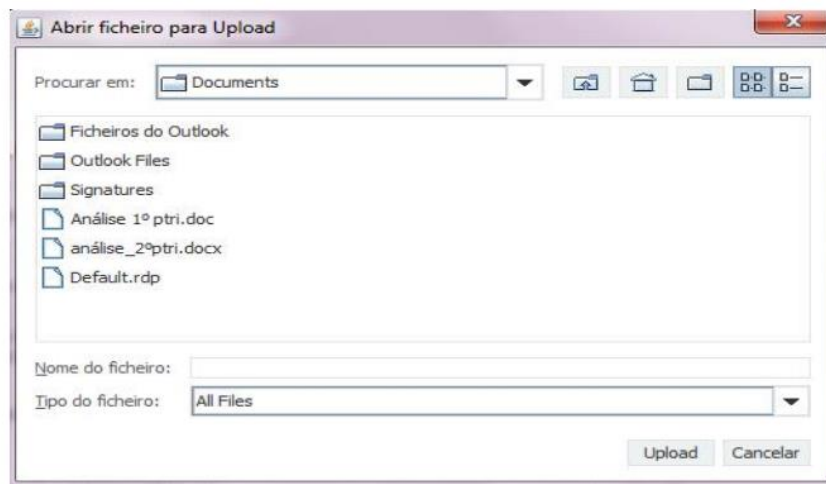 Abrir ficheiro para Upload
Procurar em: Documents
Ficheiros do Outlook
Outlook Files
Signatures
Análise 1º ptri.doc
análise_2ºptri.docx
Default.rdp
Nome do ficheiro:
Tipo do ficheiro: All Files
Upload Cancelar